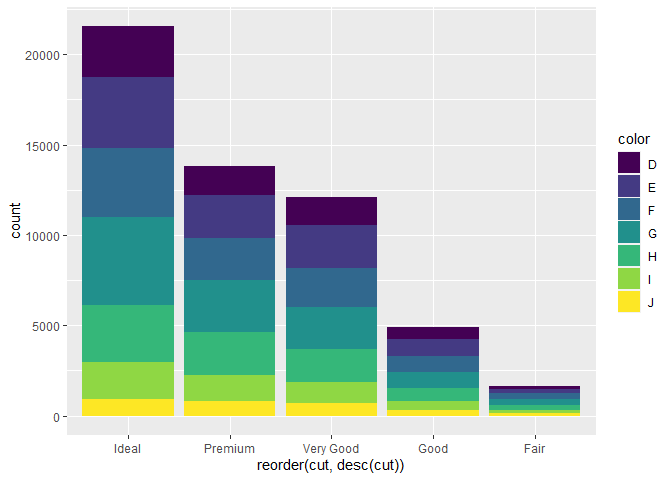 20000
15000
10000
5000
0
count
Ideal
Premium
Very Good
Good
Fair
reorder(cut, desc(cut))
color
D
E
F
G
H
I
J